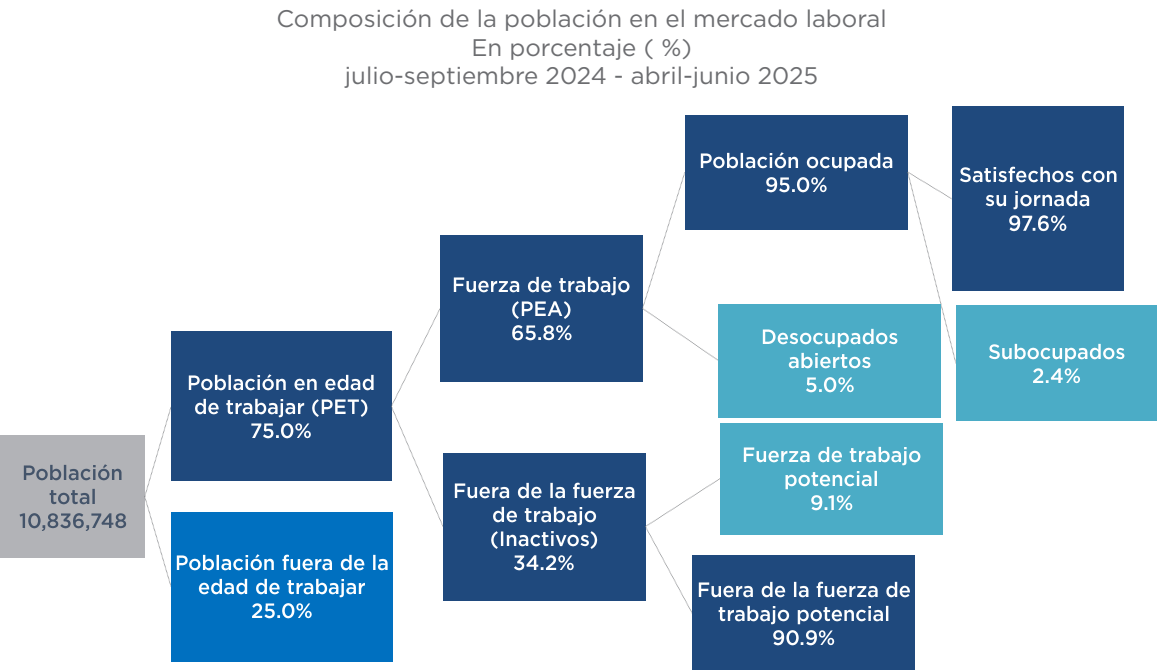 Composición de la población en el mercado laboral
En porcentaje ( %)
julio-septiembre 2024 - abril-junio 2025
Población
total
10,836,748
Población en edad
de trabajar (PET)
75.0%
Población fuera de la
edad de trabajar
25.0%
Fuerza de trabajo
(PEA)
65.8%
Fuera de la fuerza
de trabajo
(Inactivos)
34.2%
Población ocupada
95.0%
Desocupados
abiertos
5.0%
Fuerza de trabajo
potencial
9.1%
Fuera de la fuerza de
trabajo potencial
90.9%
Satisfechos con
su jornada
97.6%
Subocupados
2.4%